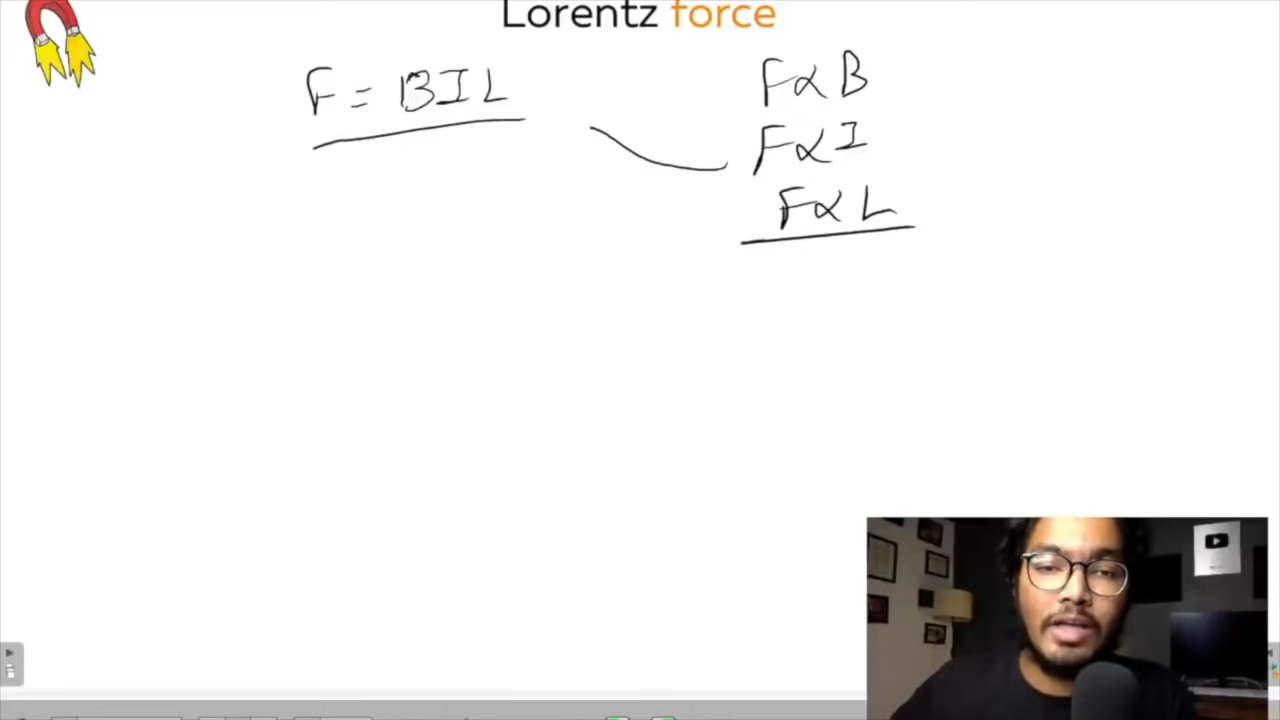 Lorentz force
F = BIL
F∝B
F∝I
F∝L